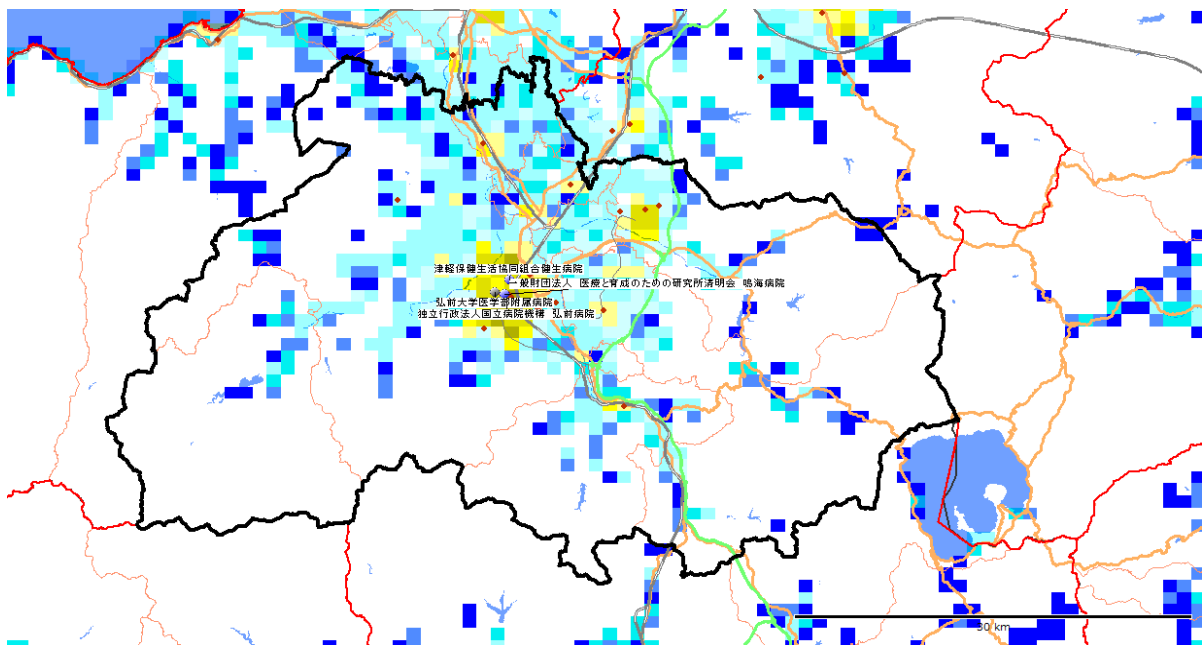 津軽保健生活協同組合健生病院
一般財団法人 医療と育成のための研究所清明会 鳴海病院
弘前大学医学部附属病院
独立行政法人国立病院機構 弘前病院
30 km